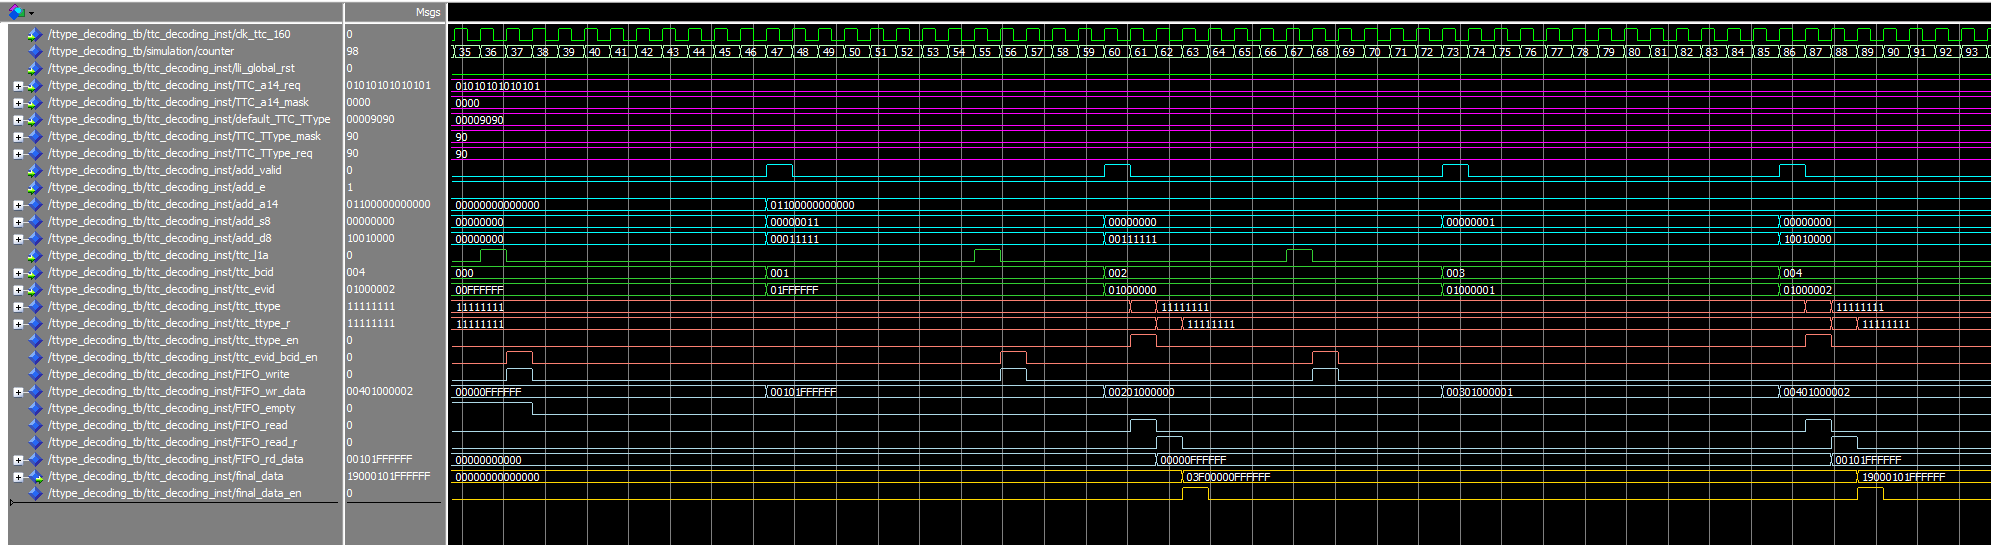 Msgs
/ttype_decoding_tb/ttc_decoding_inst/clk_ttc_160 0
/ttype_decoding_tb/simulation/counter 98 35 36 37 38 39 40 41 42 43 44 45 46 47 48 49 50 51 52 53 54 55 56 57 58 59 60 61 62 63 64 65 66 67 68 69 70 71 72 73 74 75 76 77 78 79 80 81 82 83 84 85 86 87 88 89 90 91 92 93
/ttype_decoding_tb/ttc_decoding_inst/lli_global_rst 0
/ttype_decoding_tb/ttc_decoding_inst/TTC_a14_req 01010101010101 01010101010101
/ttype_decoding_tb/ttc_decoding_inst/TTC_a14_mask 0000 0000
/ttype_decoding_tb/ttc_decoding_inst/default_TTC_TType 00009090 00009090
/ttype_decoding_tb/ttc_decoding_inst/TTC_TType_mask 90 90
/ttype_decoding_tb/ttc_decoding_inst/TTC_TType_req 90 90
/ttype_decoding_tb/ttc_decoding_inst/add_valid 0
/ttype_decoding_tb/ttc_decoding_inst/add_e 1
/ttype_decoding_tb/ttc_decoding_inst/add_a14 01100000000000 00000000000000 01100000000000
/ttype_decoding_tb/ttc_decoding_inst/add_s8 00000000 00000000 00000011 00000000 00000001 00000000
/ttype_decoding_tb/ttc_decoding_inst/add_d8 10010000 00000000 00011111 00111111 10010000
/ttype_decoding_tb/ttc_decoding_inst/ttc_l1a 0
/ttype_decoding_tb/ttc_decoding_inst/ttc_bcid 004 000 001 002 003 004
/ttype_decoding_tb/ttc_decoding_inst/ttc_evid 01000002 00FFFFFF 01FFFFFF 01000000 01000001 01000002
/ttype_decoding_tb/ttc_decoding_inst/ttc_ttype 11111111 11111111 11111111 11111111
/ttype_decoding_tb/ttc_decoding_inst/ttc_ttype_r 11111111 11111111 11111111 11111111
/ttype_decoding_tb/ttc_decoding_inst/ttc_ttype_en 0
/ttype_decoding_tb/ttc_decoding_inst/ttc_evid_bcid_en 0
/ttype_decoding_tb/ttc_decoding_inst/FIFO_write 0
/ttype_decoding_tb/ttc_decoding_inst/FIFO_wr_data 00401000002 00000FFFFFF 00101FFFFFF 00201000000 00301000001 00401000002
/ttype_decoding_tb/ttc_decoding_inst/FIFO_empty 0
/ttype_decoding_tb/ttc_decoding_inst/FIFO_read 0
/ttype_decoding_tb/ttc_decoding_inst/FIFO_read_r 0
/ttype_decoding_tb/ttc_decoding_inst/FIFO_rd_data 00101FFFFFF 00000000000 00000FFFFFF 00101FFFFFF
/ttype_decoding_tb/ttc_decoding_inst/final_data 19000101FFFFFF 00000000000000 03F00000FFFFFF 19000101FFFFFF
/ttype_decoding_tb/ttc_decoding_inst/final_data_en 0